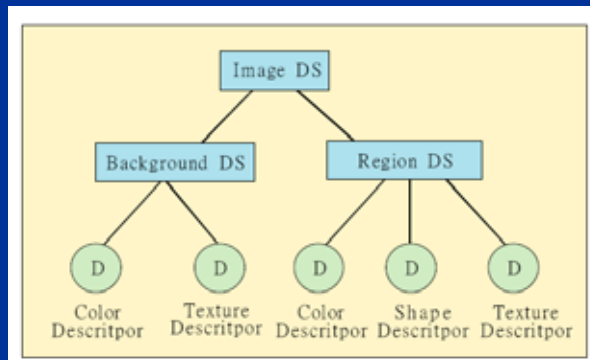 Image DS
Background DS
Region DS
D
D
D
D
D
Color Descritpor
Texture Descritpor
Color Descritpor
Shape Descritpor
Texture Descritpor